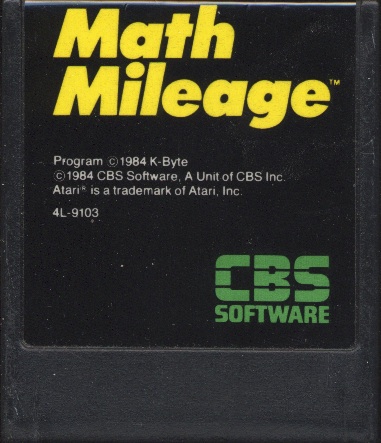 Math
Mileage™
Program ©1984 K-Byte
©1984 CBS Software, A Unit of CBS Inc.
Atari® is a trademark of Atari, Inc.
4L-9103
CBS
SOFTWARE